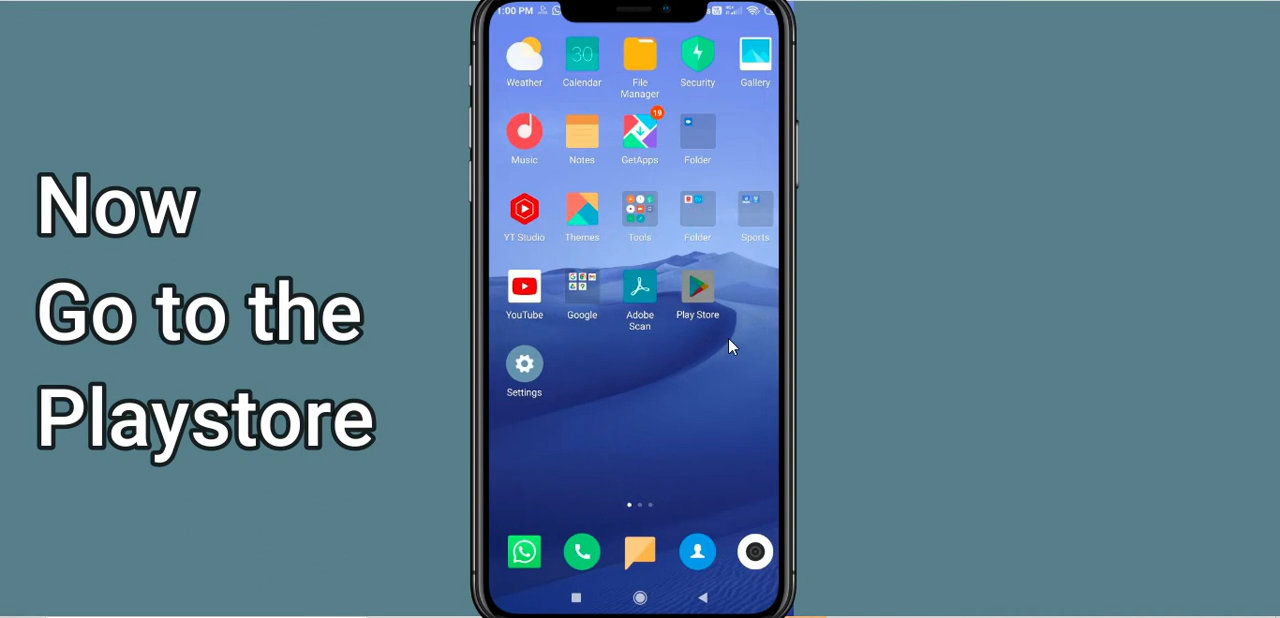 1:00 PM
Now
Go to the
Playstore
30
Weather
Calendar
File
Manager
Security
Gallery
19
Music
Notes
GetApps
Folder
YT Studio
Themes
Tools
Folder
Sports
YouTube
Google
Adobe
Scan
Play Store
Settings